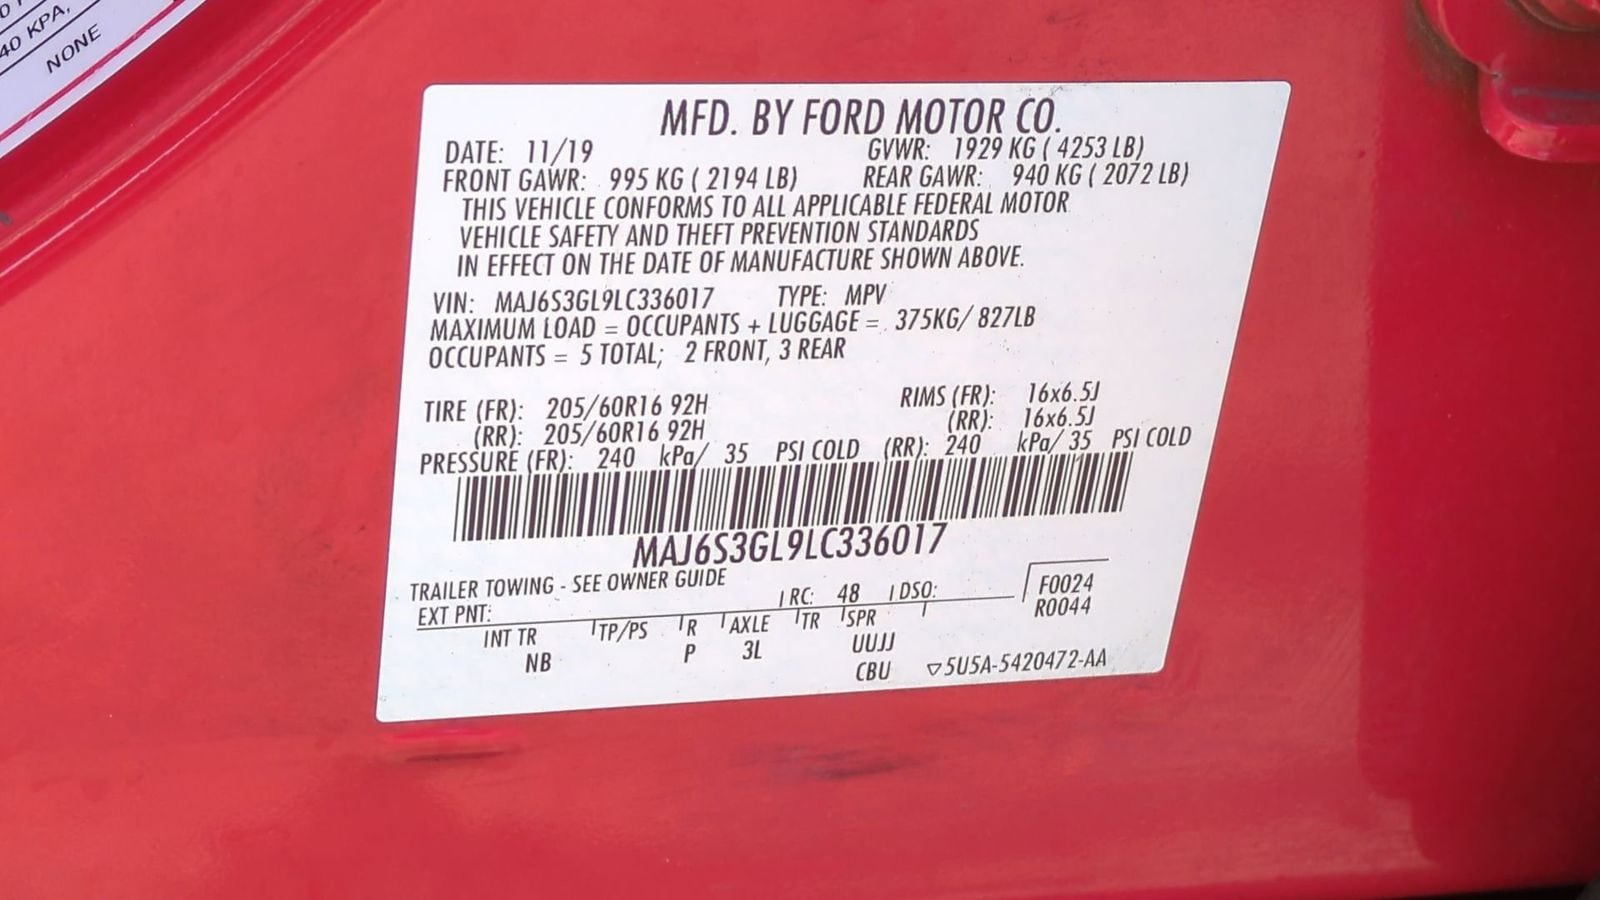 40 KPA,
NONE
MFD. BY FORD MOTOR CO.
DATE: 11/19 GVWR: 1929 KG ( 4253 LB)
FRONT GAWR: 995 KG ( 2194 LB) REAR GAWR: 940 KG ( 2072 LB)
THIS VEHICLE CONFORMS TO ALL APPLICABLE FEDERAL MOTOR
VEHICLE SAFETY AND THEFT PREVENTION STANDARDS
IN EFFECT ON THE DATE OF MANUFACTURE SHOWN ABOVE.
VIN: MAJ6S3GL9LC336017 TYPE: MPV
MAXIMUM LOAD = OCCUPANTS + LUGGAGE = 375KG/ 827LB
OCCUPANTS = 5 TOTAL; 2 FRONT, 3 REAR
TIRE (FR): 205/60R16 92H RIMS (FR): 16x6.5J
(RR): 205/60R16 92H (RR): 16x6.5J
PRESSURE (FR): 240 kPa/ 35 PSI COLD (RR): 240 kPa/ 35 PSI COLD
MAJ6S3GL9LC336017
TRAILER TOWING - SEE OWNER GUIDE
EXT PNT: RC: 48 DSO: F0024
R0044
INT TR TP/PS R AXLE TR SPR
NB P 3L UUJJ
CBU ▽5U5A-5420472-AA